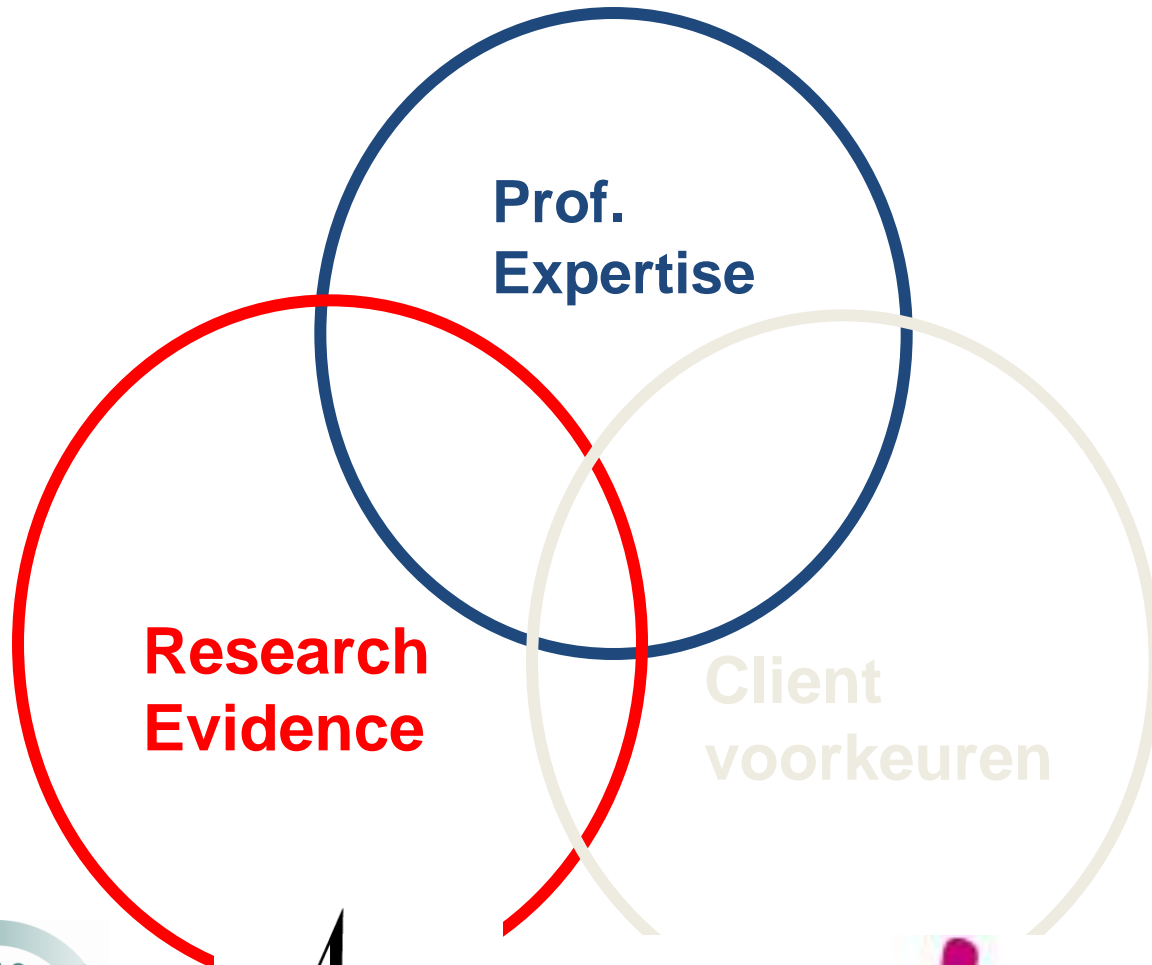 Prof.
Expertise
Research
Evidence
Client
voorkeuren